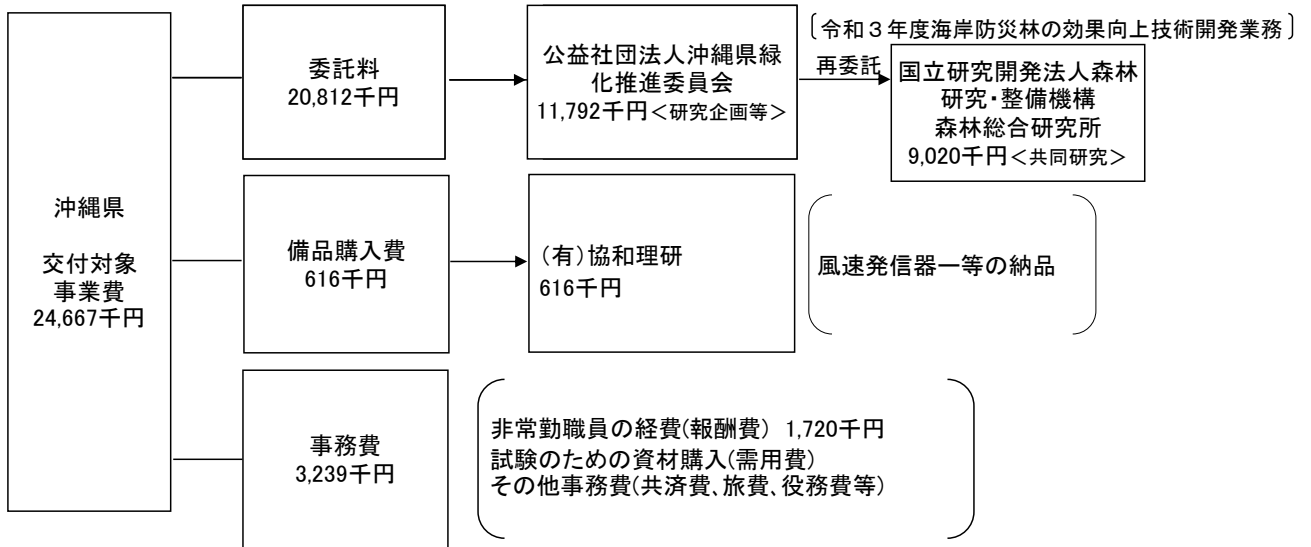 〔令和３年度海岸防災林の効果向上技術開発業務〕
委託料
20,812千円
公益社団法人沖縄県緑
化推進委員会
11,792千円＜研究企画等＞
再委託
国立研究開発法人森林
研究・整備機構
森林総合研究所
9,020千円＜共同研究＞
沖縄県
交付対象
事業費
24,667千円
備品購入費
616千円
(有)協和理研
616千円
風速発信器一等の納品
事務費
3,239千円
非常勤職員の経費(報酬費) 1,720千円
試験のための資材購入(需用費)
その他事務費(共済費、旅費、役務費等)